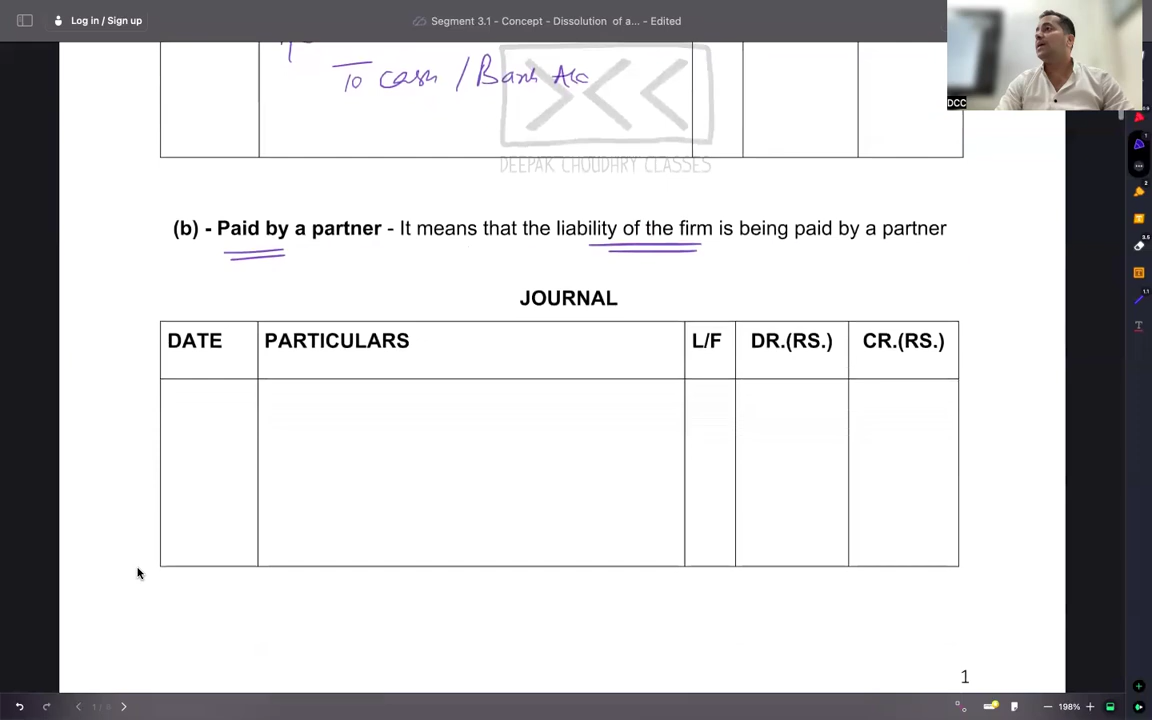 Log in / Sign up
Segment 3.1 - Concept - Dissolution of a... - Edited
DCC
To cash / Bank A/c
DEEPAK CHOUDHRY CLASSES
(b) - Paid by a partner - It means that the liability of the firm is being paid by a partner
JOURNAL
DATE PARTICULARS L/F DR.(RS.) CR.(RS.)
1
198%